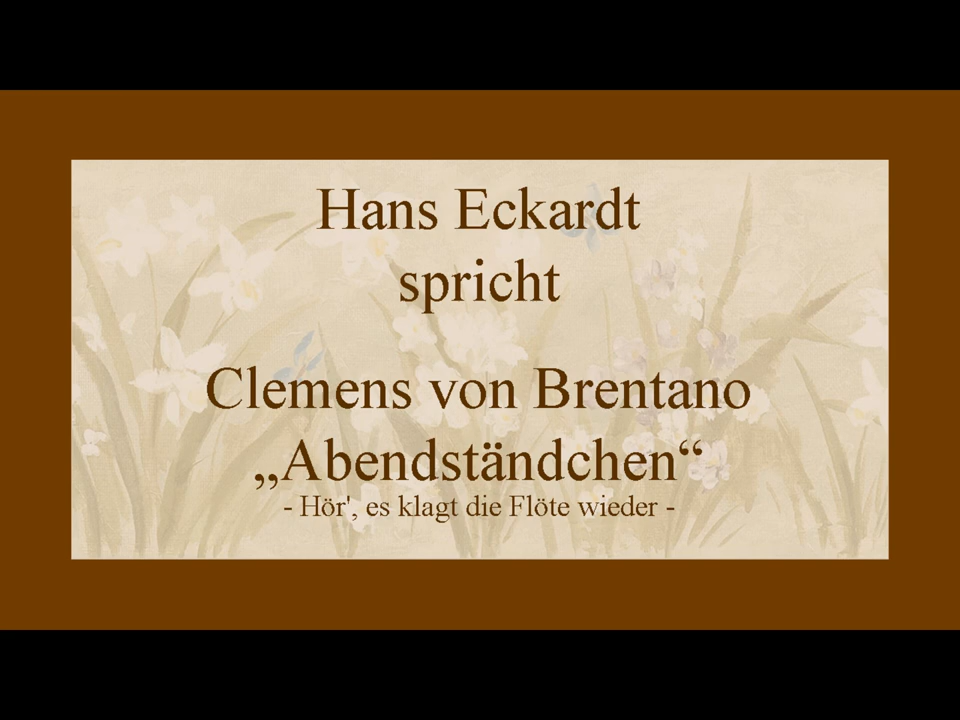 Hans Eckardt
spricht
Clemens von Brentano
„Abendständchen“
- Hör', es klagt die Flöte wieder -